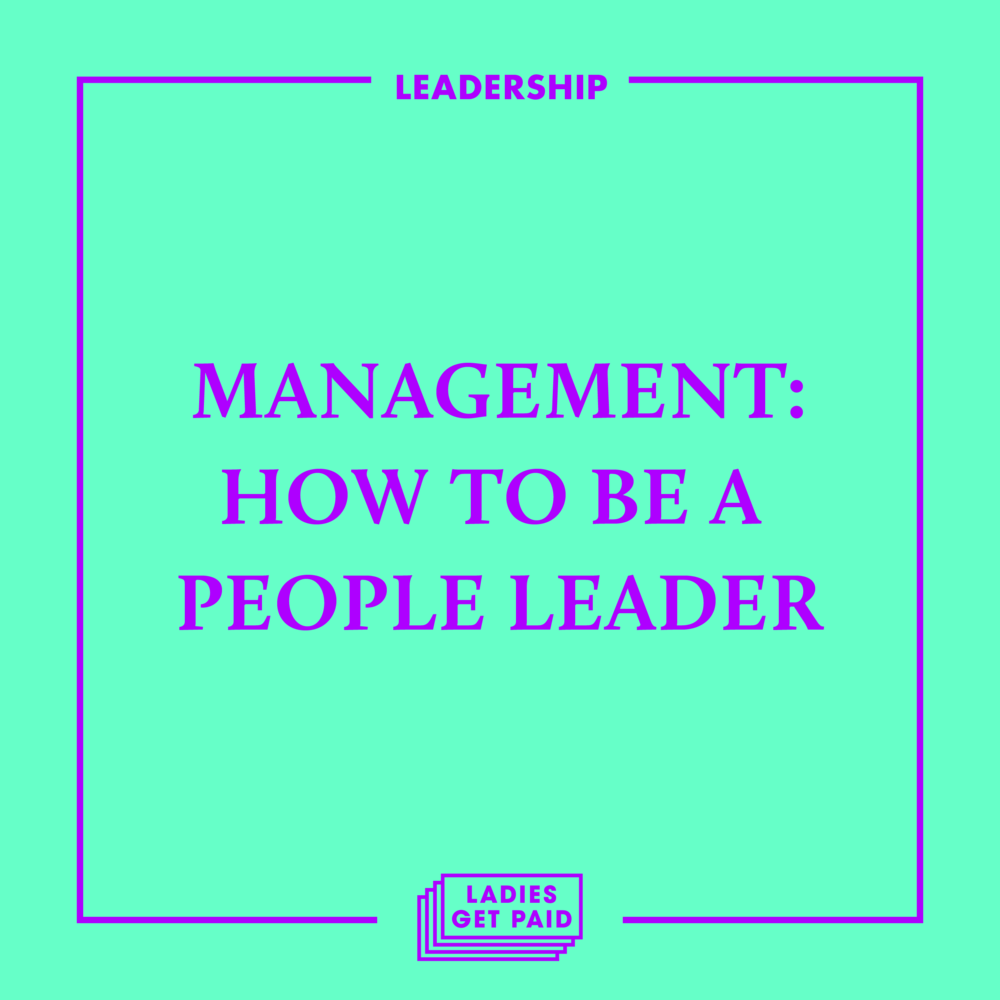 LEADERSHIP
MANAGEMENT:
HOW TO BE A
PEOPLE LEADER
LADIES
GET PAID